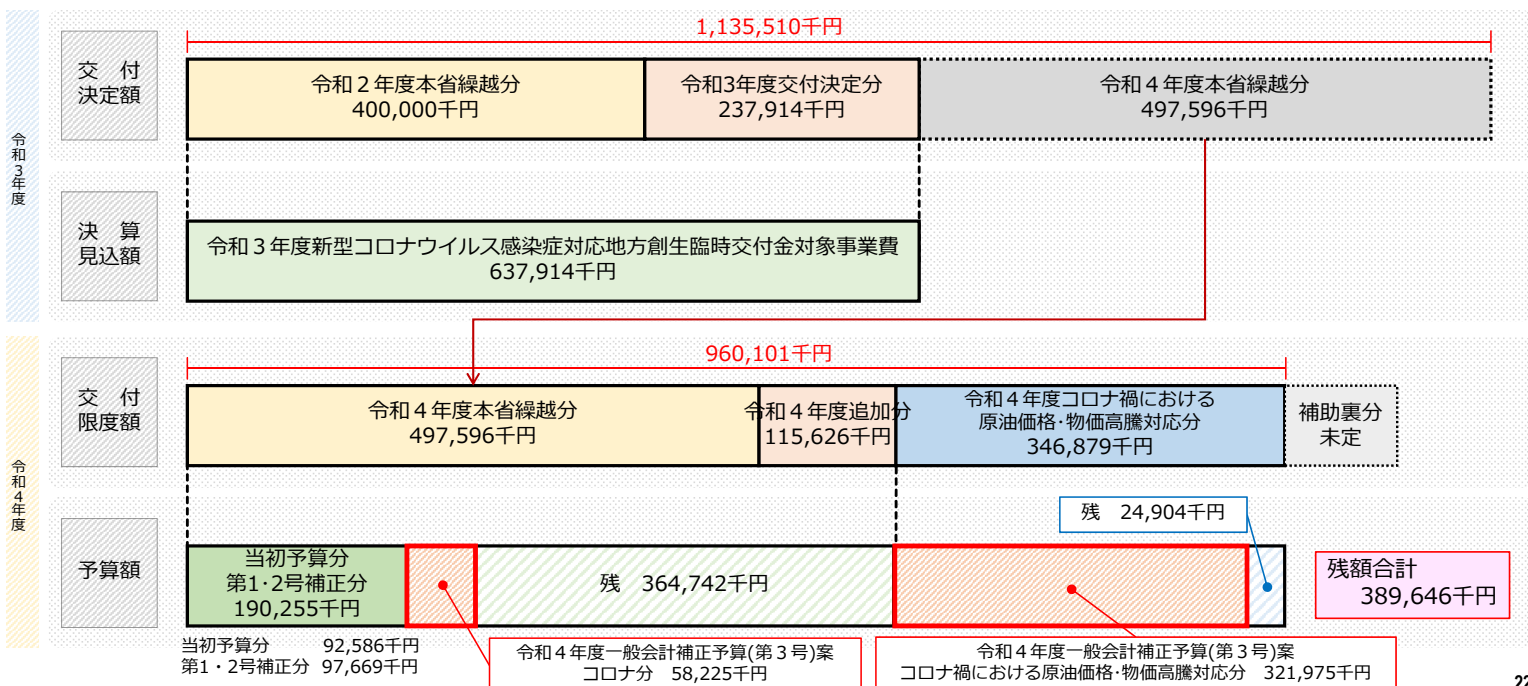 令和3年度
交　付
決定額
1,135,510千円
令和２年度本省繰越分
400,000千円
令和3年度交付決定分
237,914千円
令和４年度本省繰越分
497,596千円
決　算
見込額
令和３年度新型コロナウイルス感染症対応地方創生臨時交付金対象事業費
637,914千円
令和4年度
交　付
限度額
960,101千円
令和４年度本省繰越分
497,596千円
令和４年度追加分
115,626千円
令和４年度コロナ禍における
原油価格･物価高騰対応分
346,879千円
補助裏分
未定
残　24,904千円
予算額
当初予算分
第1･2号補正分
190,255千円
残　364,742千円
残額合計
389,646千円
当初予算分　　　92,586千円
第1・2号補正分 97,669千円
令和４年度一般会計補正予算(第３号)案
コロナ分　58,225千円
令和４年度一般会計補正予算(第３号)案
コロナ禍における原油価格･物価高騰対応分　321,975千円
22